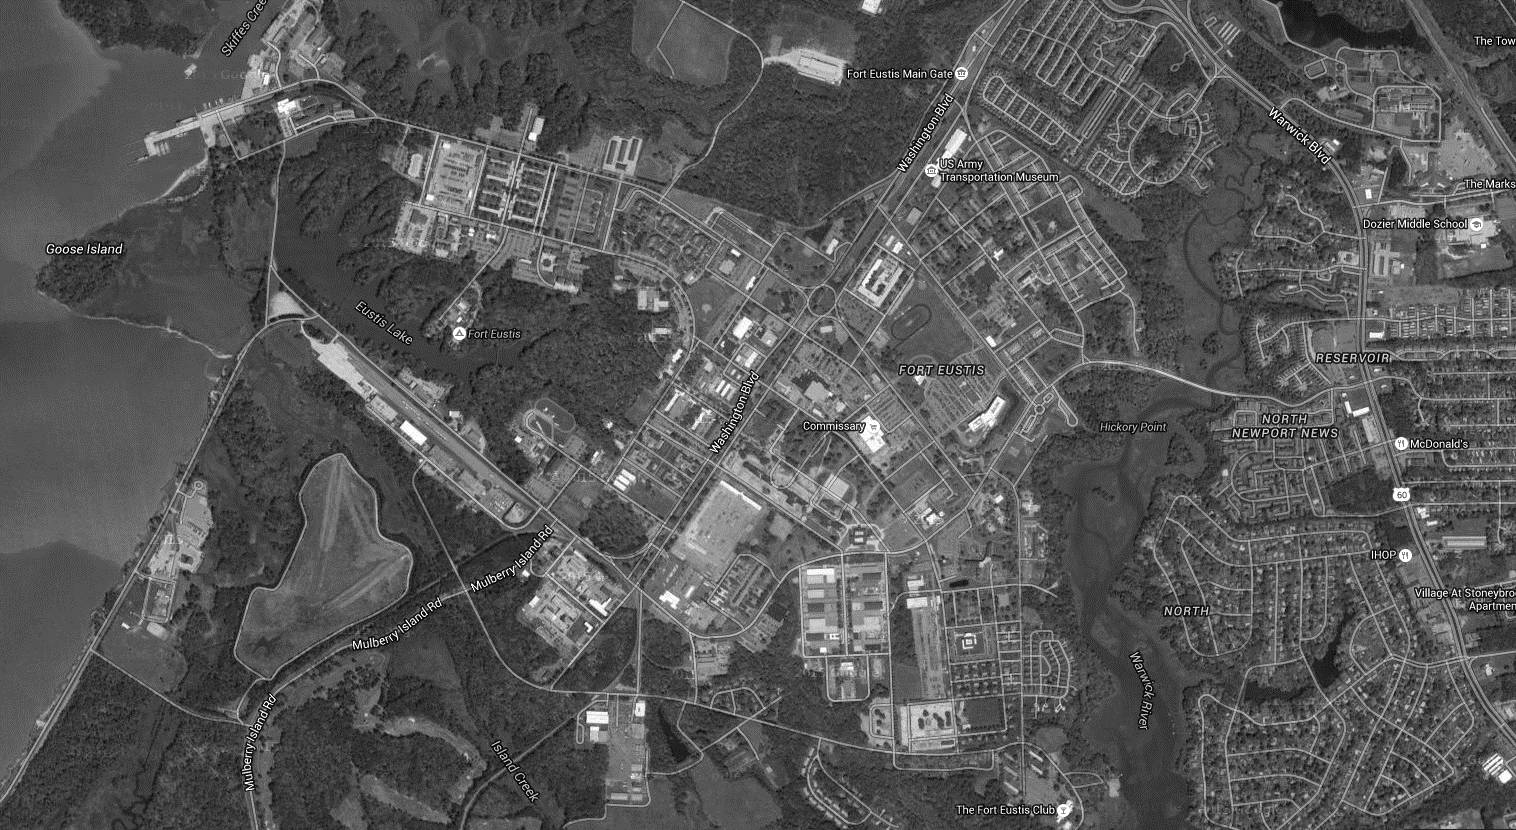 Skiffes Creek
The Tow
Fort Eustis Main Gate
Washington Blvd
Warwick Blvd
US Army
Transportation Museum
The Marks
Dozier Middle School
Goose Island
Eustis Lake
Fort Eustis
RESERVOIR
FORT EUSTIS
Washington Blvd
Commissary
Hickory Point
NORTH
NEWPORT NEWS
McDonald's
60
IHOP
Mulberry Island Rd
Village At Stoneybro
Apartmen
Mulberry Island Rd
NORTH
Warwick River
Mulberry Island Rd
Island Creek
The Fort Eustis Club